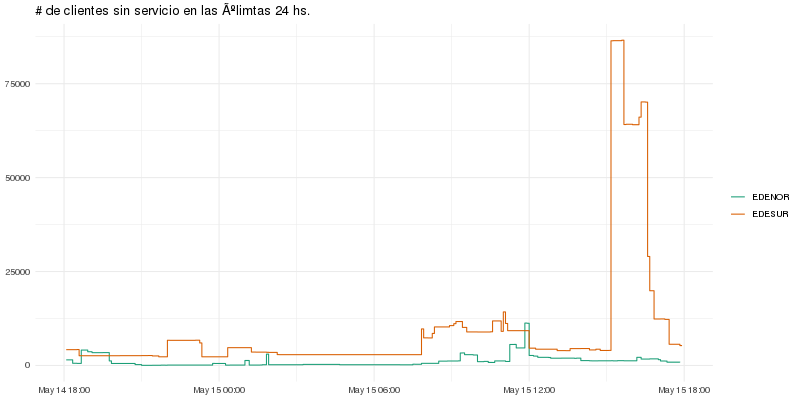 # de clientes sin servicio en las Ãºlimtas 24 hs.
75000
50000
25000
0
May 14 18:00
May 15 00:00
May 15 06:00
May 15 12:00
May 15 18:00
EDENOR
EDESUR